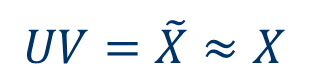 UV = X̃ ≈ X